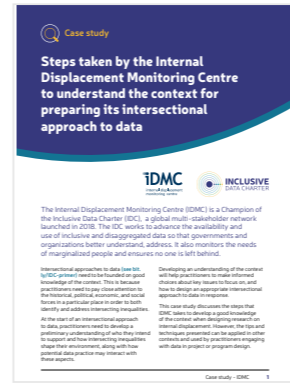 Case study
Steps taken by the Internal
Displacement Monitoring Centre
to understand the context for
preparing its intersectional
approach to data
iDMC
internal displacement
monitoring centre
INCLUSIVE
DATA CHARTER
The Internal Displacement Monitoring Centre (IDMC) is a Champion of
the Inclusive Data Charter (IDC), a global multi-stakeholder network
launched in 2018. The IDC works to advance the availability and
use of inclusive and disaggregated data so that governments and
organizations better understand, address. It also monitors the needs
of marginalized people and ensures no one is left behind.
Intersectional approaches to data (see bit.
ly/IDC-primer) need to be founded on good
knowledge of the context. This is because
practitioners need to pay close attention to
the historical, political, economic, and social
forces in a particular place in order to both
identify and address intersecting inequalities.
At the start of an intersectional approach
to data, practitioners need to develop a
preliminary understanding of who they intend
to support and how intersecting inequalities
shape their environment; along with how
potential data practice may interact with
these aspects.
Developing an understanding of the context
will help practitioners to make informed
choices about key issues to focus on, and
how to design an appropriate intersectional
approach to data in response.
This case study discusses the steps that
IDMC takes to develop a good knowledge
of the context when designing research on
internal displacement. However, the tips and
techniques presented can be applied in other
contexts and used by practitioners engaging
with data in project or program design.
Case study – IDMC 1